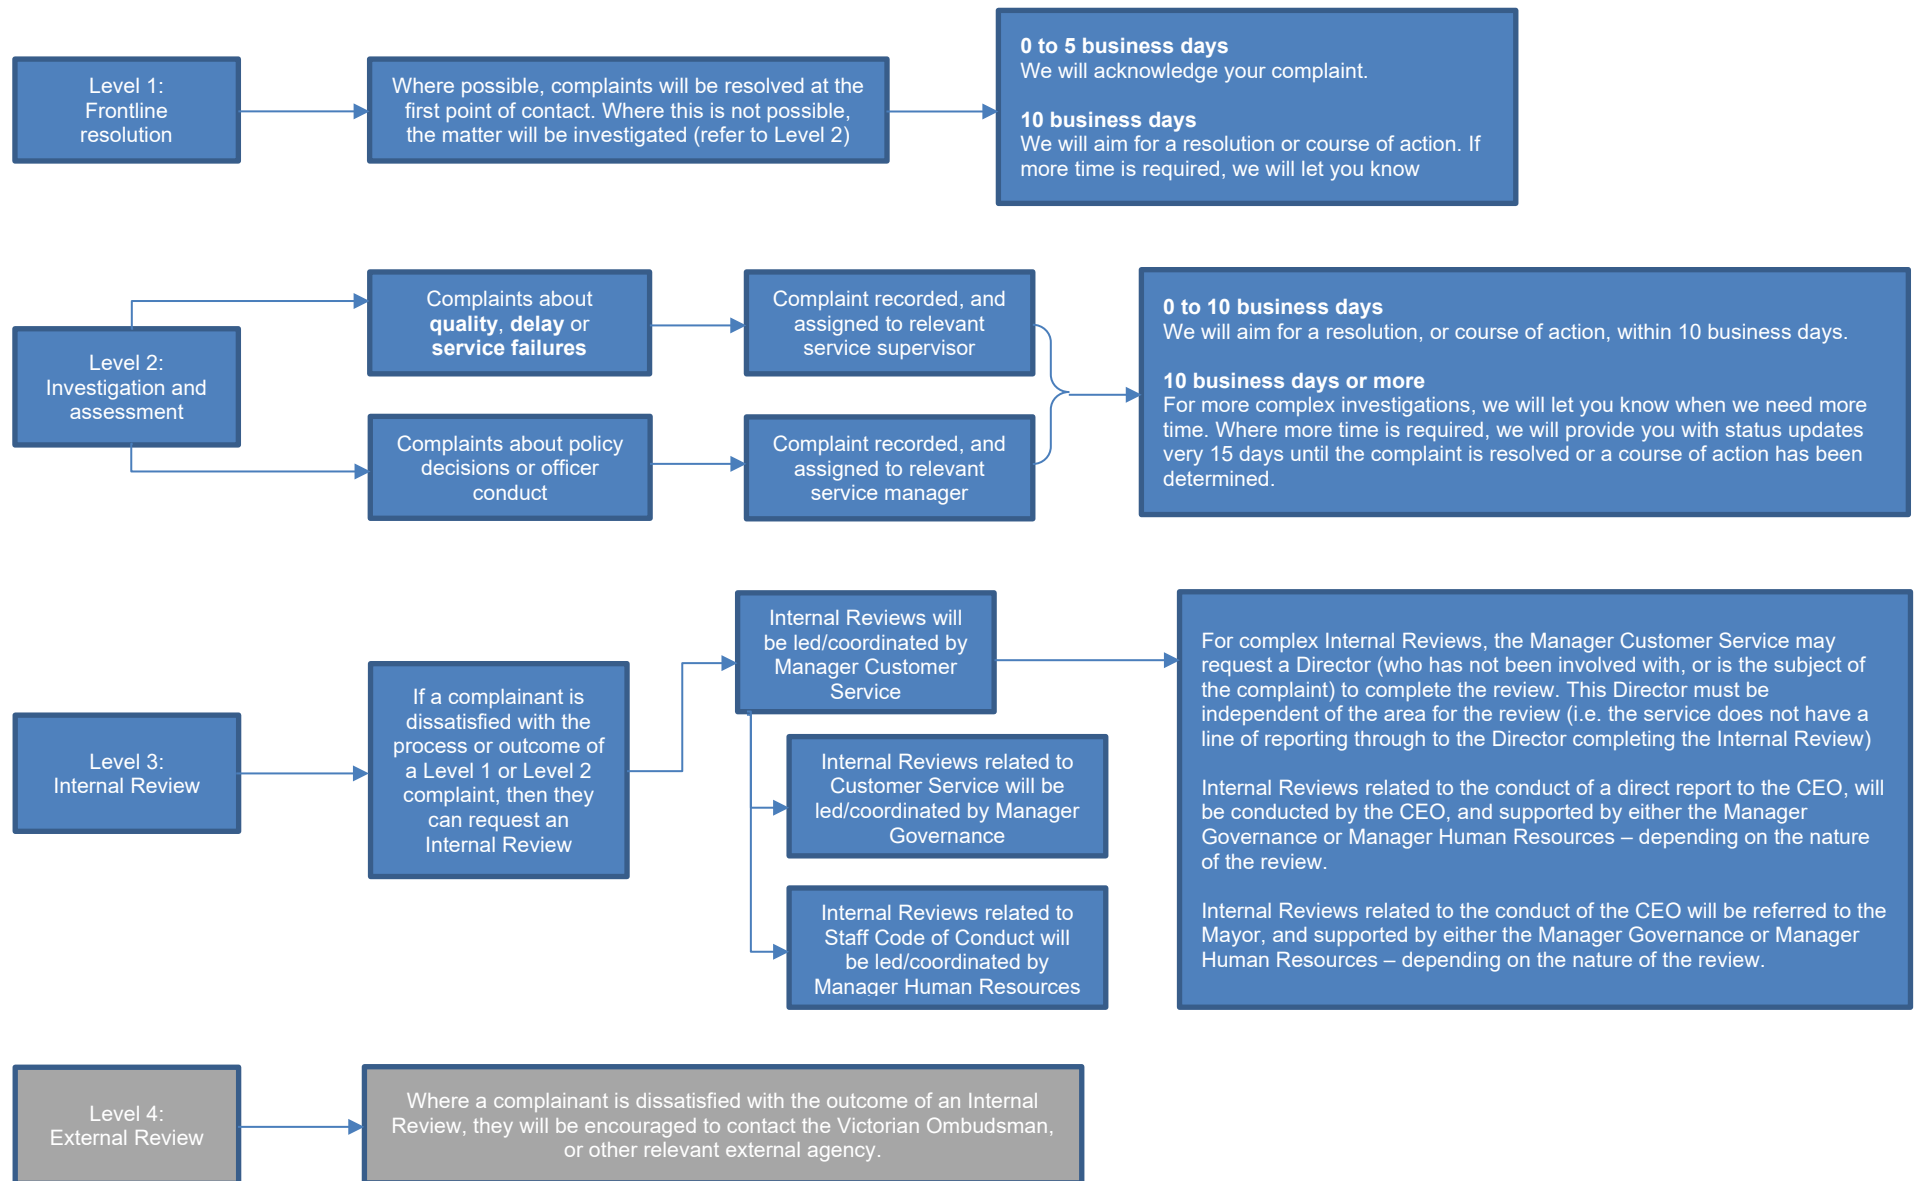 Level 1:
Frontline
resolution
Where possible, complaints will be resolved at the
first point of contact. Where this is not possible,
the matter will be investigated (refer to Level 2)
0 to 5 business days
We will acknowledge your complaint.
10 business days
We will aim for a resolution or course of action. If
more time is required, we will let you know
Level 2:
Investigation and
assessment
Complaints about
quality, delay or
service failures
Complaint recorded, and
assigned to relevant
service supervisor
Complaints about policy
decisions or officer
conduct
Complaint recorded, and
assigned to relevant
service manager
0 to 10 business days
We will aim for a resolution, or course of action, within 10 business days.
10 business days or more
For more complex investigations, we will let you know when we need more
time. Where more time is required, we will provide you with status updates
very 15 days until the complaint is resolved or a course of action has been
determined.
Level 3:
Internal Review
If a complainant is
dissatisfied with the
process or outcome of
a Level 1 or Level 2
complaint, then they
can request an
Internal Review
Internal Reviews will
be led/coordinated by
Manager Customer
Service
Internal Reviews related to
Customer Service will be
led/coordinated by Manager
Governance
Internal Reviews related to
Staff Code of Conduct will
be led/coordinated by
Manager Human Resources
For complex Internal Reviews, the Manager Customer Service may
request a Director (who has not been involved with, or is the subject of
the complaint) to complete the review. This Director must be
independent of the area for the review (i.e. the service does not have a
line of reporting through to the Director completing the Internal Review)
Internal Reviews related to the conduct of a direct report to the CEO, will
be conducted by the CEO, and supported by either the Manager
Governance or Manager Human Resources – depending on the nature
of the review.
Internal Reviews related to the conduct of the CEO will be referred to the
Mayor, and supported by either the Manager Governance or Manager
Human Resources – depending on the nature of the review.
Level 4:
External Review
Where a complainant is dissatisfied with the outcome of an Internal
Review, they will be encouraged to contact the Victorian Ombudsman,
or other relevant external agency.